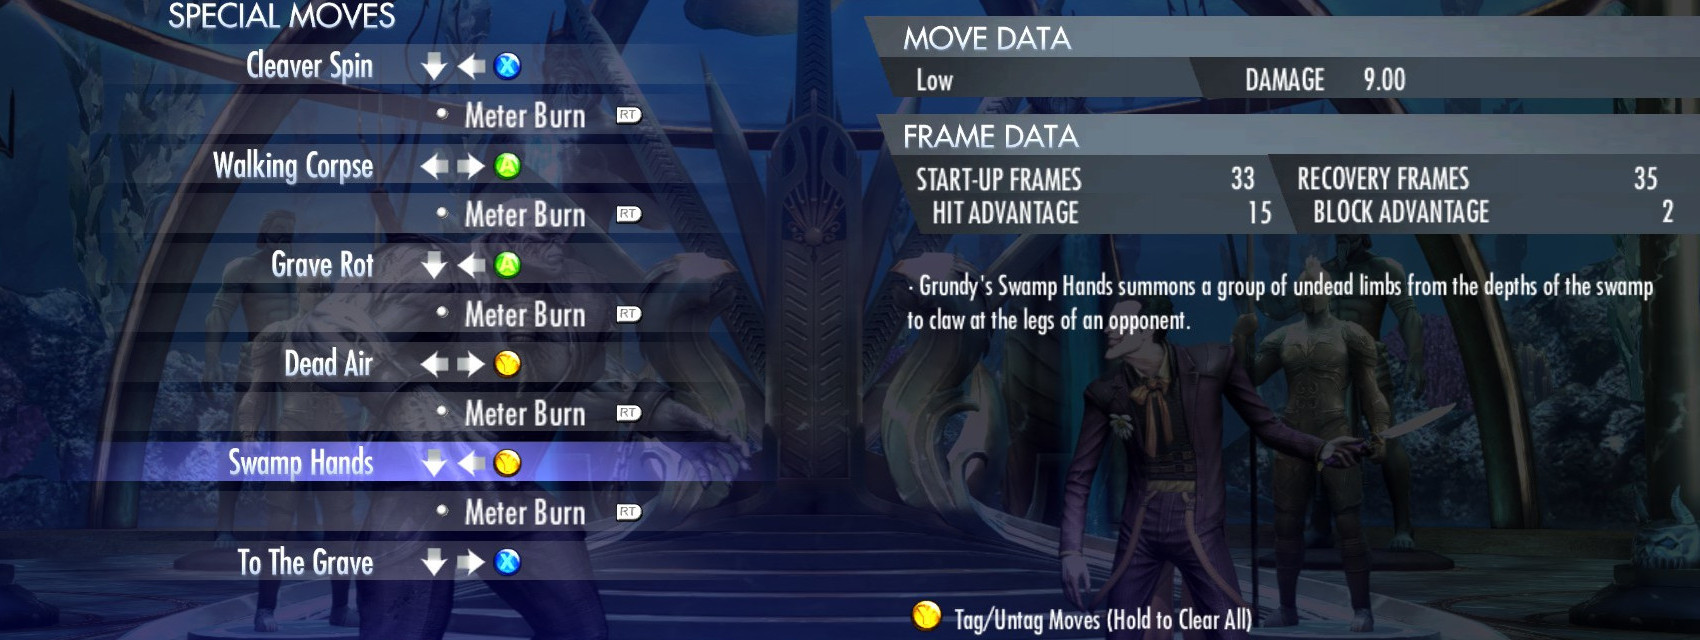 SPECIAL MOVES
Cleaver Spin X
Meter Burn RT
Walking Corpse A
Meter Burn RT
Grave Rot A
Meter Burn RT
Dead Air Y
Meter Burn RT
Swamp Hands Y
Meter Burn RT
To The Grave X
MOVE DATA
Low DAMAGE 9.00
FRAME DATA
START-UP FRAMES 33 RECOVERY FRAMES 35
HIT ADVANTAGE 15 BLOCK ADVANTAGE 2
· Grundy's Swamp Hands summons a group of undead limbs from the depths of the swamp
to claw at the legs of an opponent.
Y Tag/Untag Moves (Hold to Clear All)